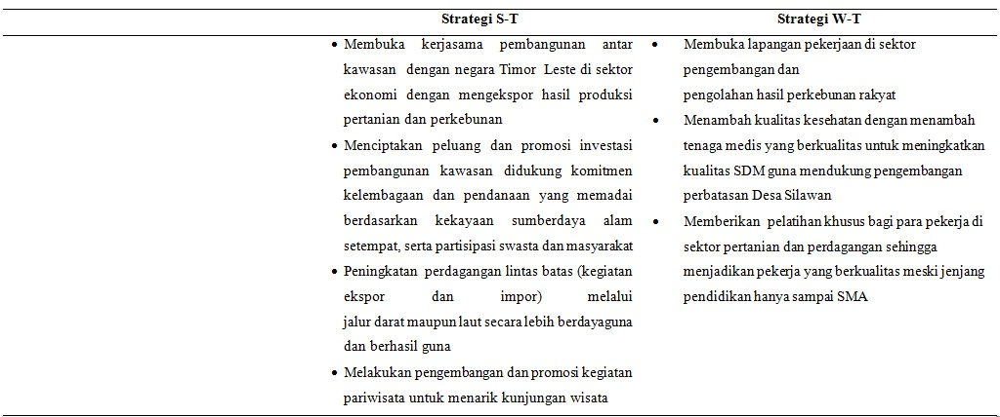 Strategi S-T
Strategi W-T
• Membuka kerjasama pembangunan antar
kawasan dengan negara Timor Leste di sektor
ekonomi dengan mengekspor hasil produksi
pertanian dan perkebunan
• Menciptakan peluang dan promosi investasi
pembangunan kawasan didukung komitmen
kelembagaan dan pendanaan yang memadai
berdasarkan kekayaan sumberdaya alam
setempat, serta partisipasi swasta dan masyarakat
• Peningkatan perdagangan lintas batas (kegiatan
ekspor dan impor) melalui
jalur darat maupun laut secara lebih berdayaguna
dan berhasil guna
• Melakukan pengembangan dan promosi kegiatan
pariwisata untuk menarik kunjungan wisata
• Membuka lapangan pekerjaan di sektor
pengembangan dan
pengolahan hasil perkebunan rakyat
• Menambah kualitas kesehatan dengan menambah
tenaga medis yang berkualitas untuk meningkatkan
kualitas SDM guna mendukung pengembangan
perbatasan Desa Silawan
• Memberikan pelatihan khusus bagi para pekerja di
sektor pertanian dan perdagangan sehingga
menjadikan pekerja yang berkualitas meski jenjang
pendidikan hanya sampai SMA